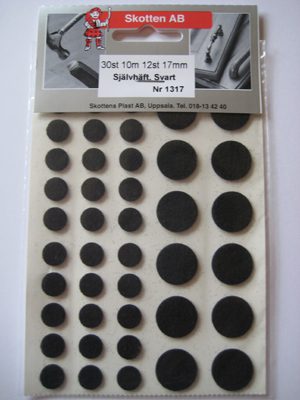 Skotten AB
30st 10m 12st 17mm
Självhäft. Svart
Nr 1317
Skottens Plast AB, Uppsala. Tel. 018-13 42 40